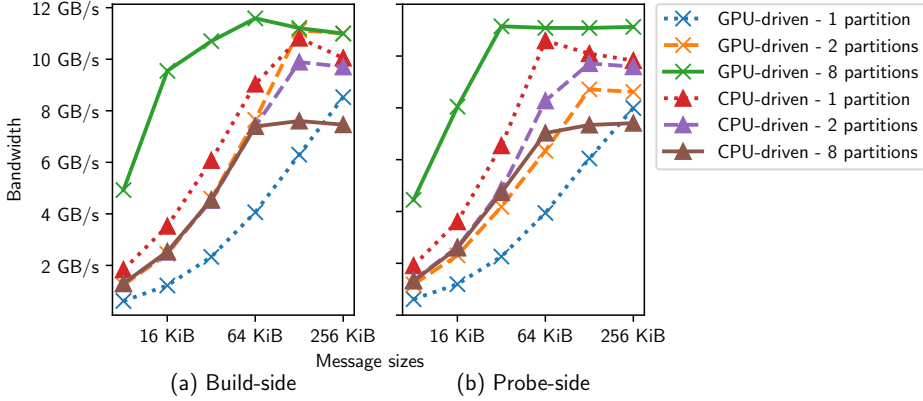 12 GB/s
10 GB/s
8 GB/s
6 GB/s
4 GB/s
2 GB/s
Bandwidth
16 KiB
64 KiB
256 KiB
16 KiB
64 KiB
256 KiB
Message sizes
(a) Build-side
(b) Probe-side
GPU-driven - 1 partition
GPU-driven - 2 partitions
GPU-driven - 8 partitions
CPU-driven - 1 partition
CPU-driven - 2 partitions
CPU-driven - 8 partitions